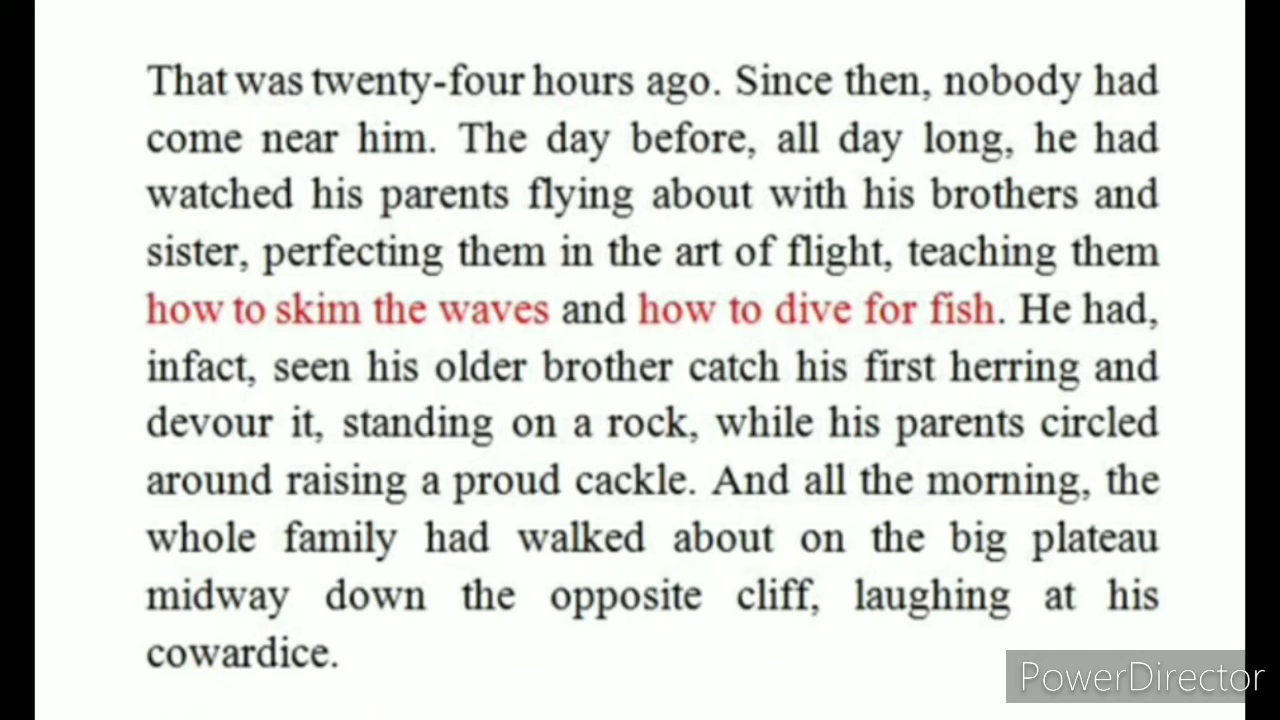 That was twenty-four hours ago. Since then, nobody had
come near him. The day before, all day long, he had
watched his parents flying about with his brothers and
sister, perfecting them in the art of flight, teaching them
how to skim the waves and how to dive for fish. He had,
infact, seen his older brother catch his first herring and
devour it, standing on a rock, while his parents circled
around raising a proud cackle. And all the morning, the
whole family had walked about on the big plateau
midway down the opposite cliff, laughing at his
cowardice.
PowerDirector